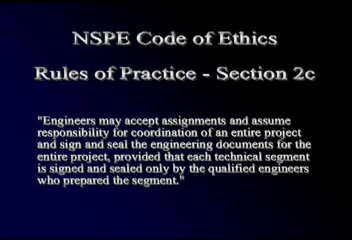 NSPE Code of Ethics
Rules of Practice - Section 2c
"Engineers may accept assignments and assume
responsibility for coordination of an entire project
and sign and seal the engineering documents for the
entire project, provided that each technical segment
is signed and sealed only by the qualified engineers
who prepared the segment."